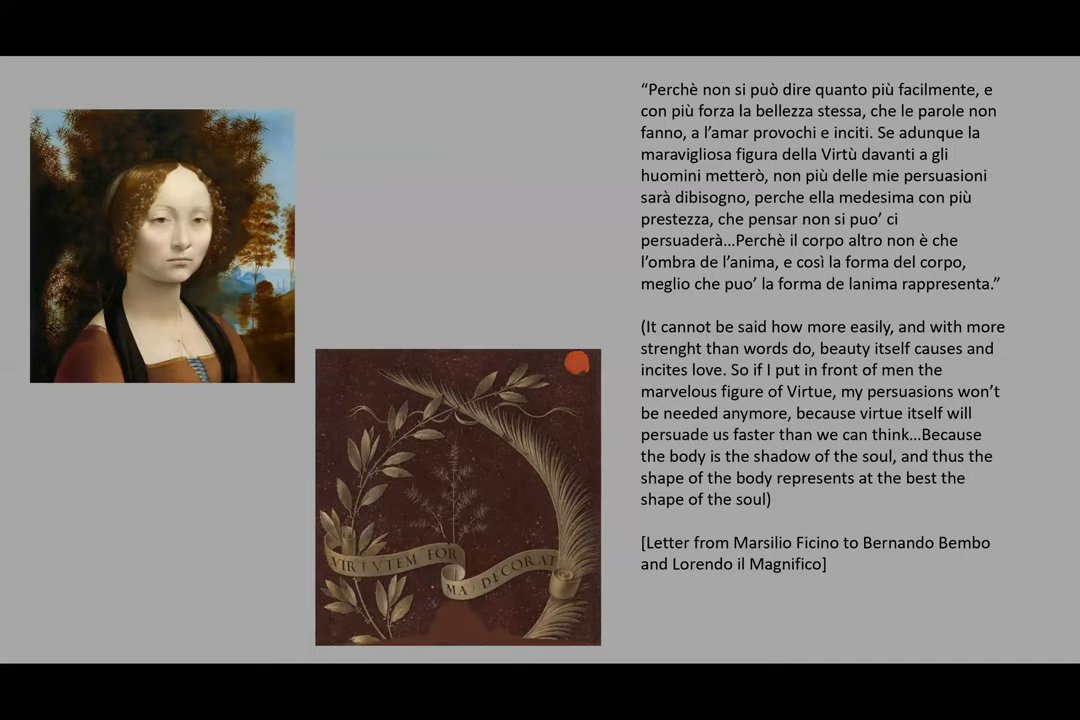 “Perchè non si può dire quanto più facilmente, e
con più forza la bellezza stessa, che le parole non
fanno, a l’amar provochi e inciti. Se adunque la
maravigliosa figura della Virtù davanti a gli
huomini metterò, non più delle mie persuasioni
sarà dibisogno, perche ella medesima con più
prestezza, che pensar non si puo’ ci
persuaderà...Perchè il corpo altro non è che
l’ombra de l’anima, e così la forma del corpo,
meglio che puo’ la forma de lanima rappresenta.”
(It cannot be said how more easily, and with more
strenght than words do, beauty itself causes and
incites love. So if I put in front of men the
marvelous figure of Virtue, my persuasions won’t
be needed anymore, because virtue itself will
persuade us faster than we can think...Because
the body is the shadow of the soul, and thus the
shape of the body represents at the best the
shape of the soul)
[Letter from Marsilio Ficino to Bernando Bembo
and Lorendo il Magnifico]
VIRTVTEM FOR
MA DECORAT